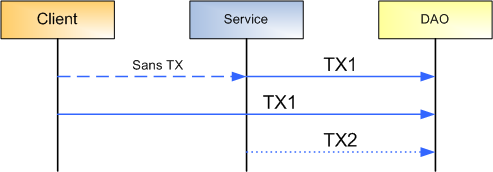 Client
Service
DAO
Sans TX
TX1
TX1
TX2